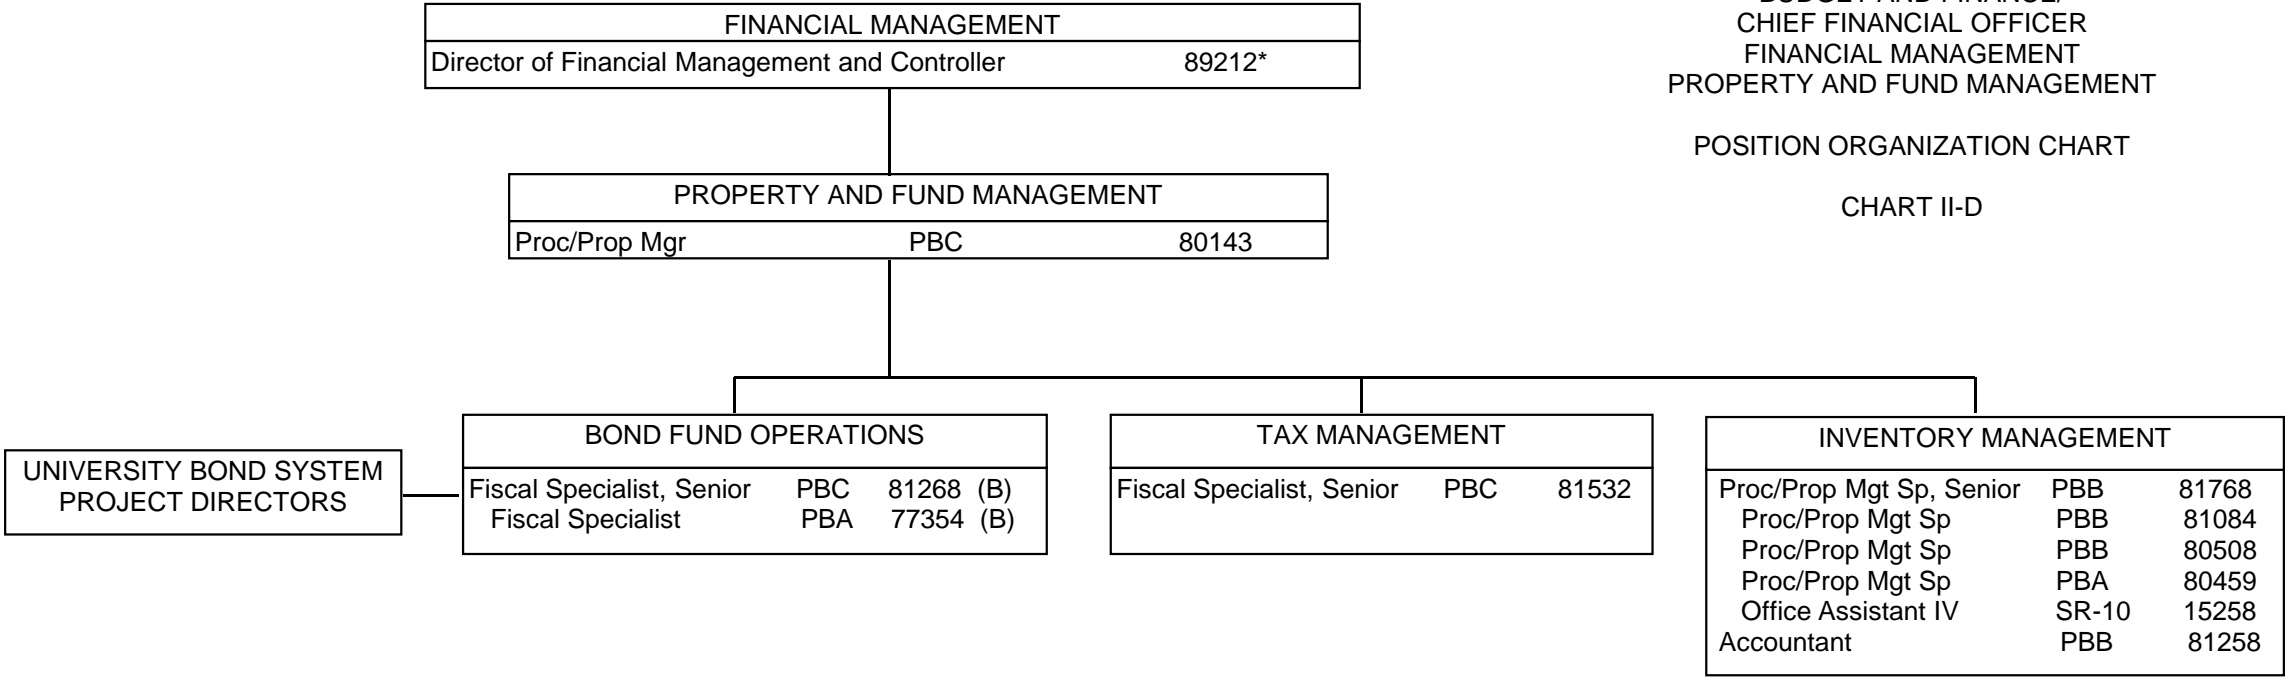 BUDGET AND FINANCE/
CHIEF FINANCIAL OFFICER
FINANCIAL MANAGEMENT
PROPERTY AND FUND MANAGEMENT
POSITION ORGANIZATION CHART
CHART II-D
FINANCIAL MANAGEMENT
Director of Financial Management and Controller 89212*
PROPERTY AND FUND MANAGEMENT
Proc/Prop Mgr PBC 80143
UNIVERSITY BOND SYSTEM
PROJECT DIRECTORS
BOND FUND OPERATIONS
Fiscal Specialist, Senior PBC 81268 (B)
Fiscal Specialist PBA 77354 (B)
TAX MANAGEMENT
Fiscal Specialist, Senior PBC 81532
INVENTORY MANAGEMENT
Proc/Prop Mgt Sp, Senior PBB 81768
Proc/Prop Mgt Sp PBB 81084
Proc/Prop Mgt Sp PBB 80508
Proc/Prop Mgt Sp PBA 80459
Office Assistant IV SR-10 15258
Accountant PBB 81258